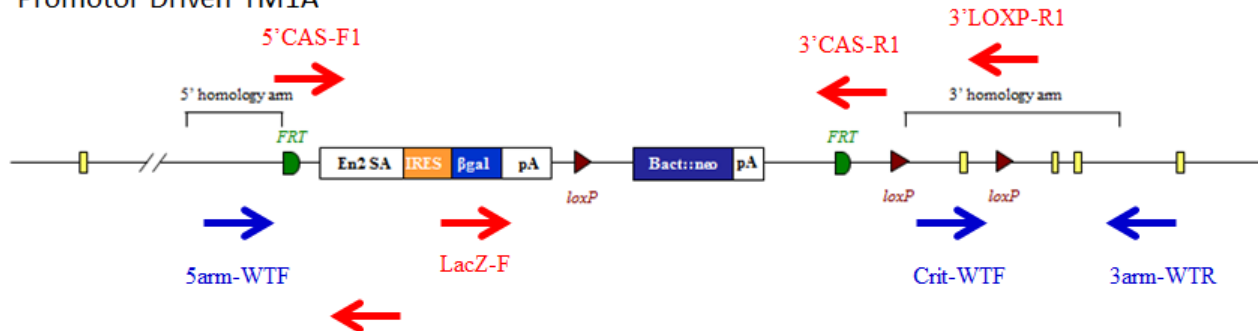 Promotor Driven TM1A
5'CAS-F1
3'CAS-R1
3'LOXP-R1
5' homology arm
3' homology arm
FRT
FRT
En2 SA IRES βgal pA
Bact::neo pA
loxP
loxP
loxP
5arm-WTF
LacZ-F
Crit-WTF
3arm-WTR